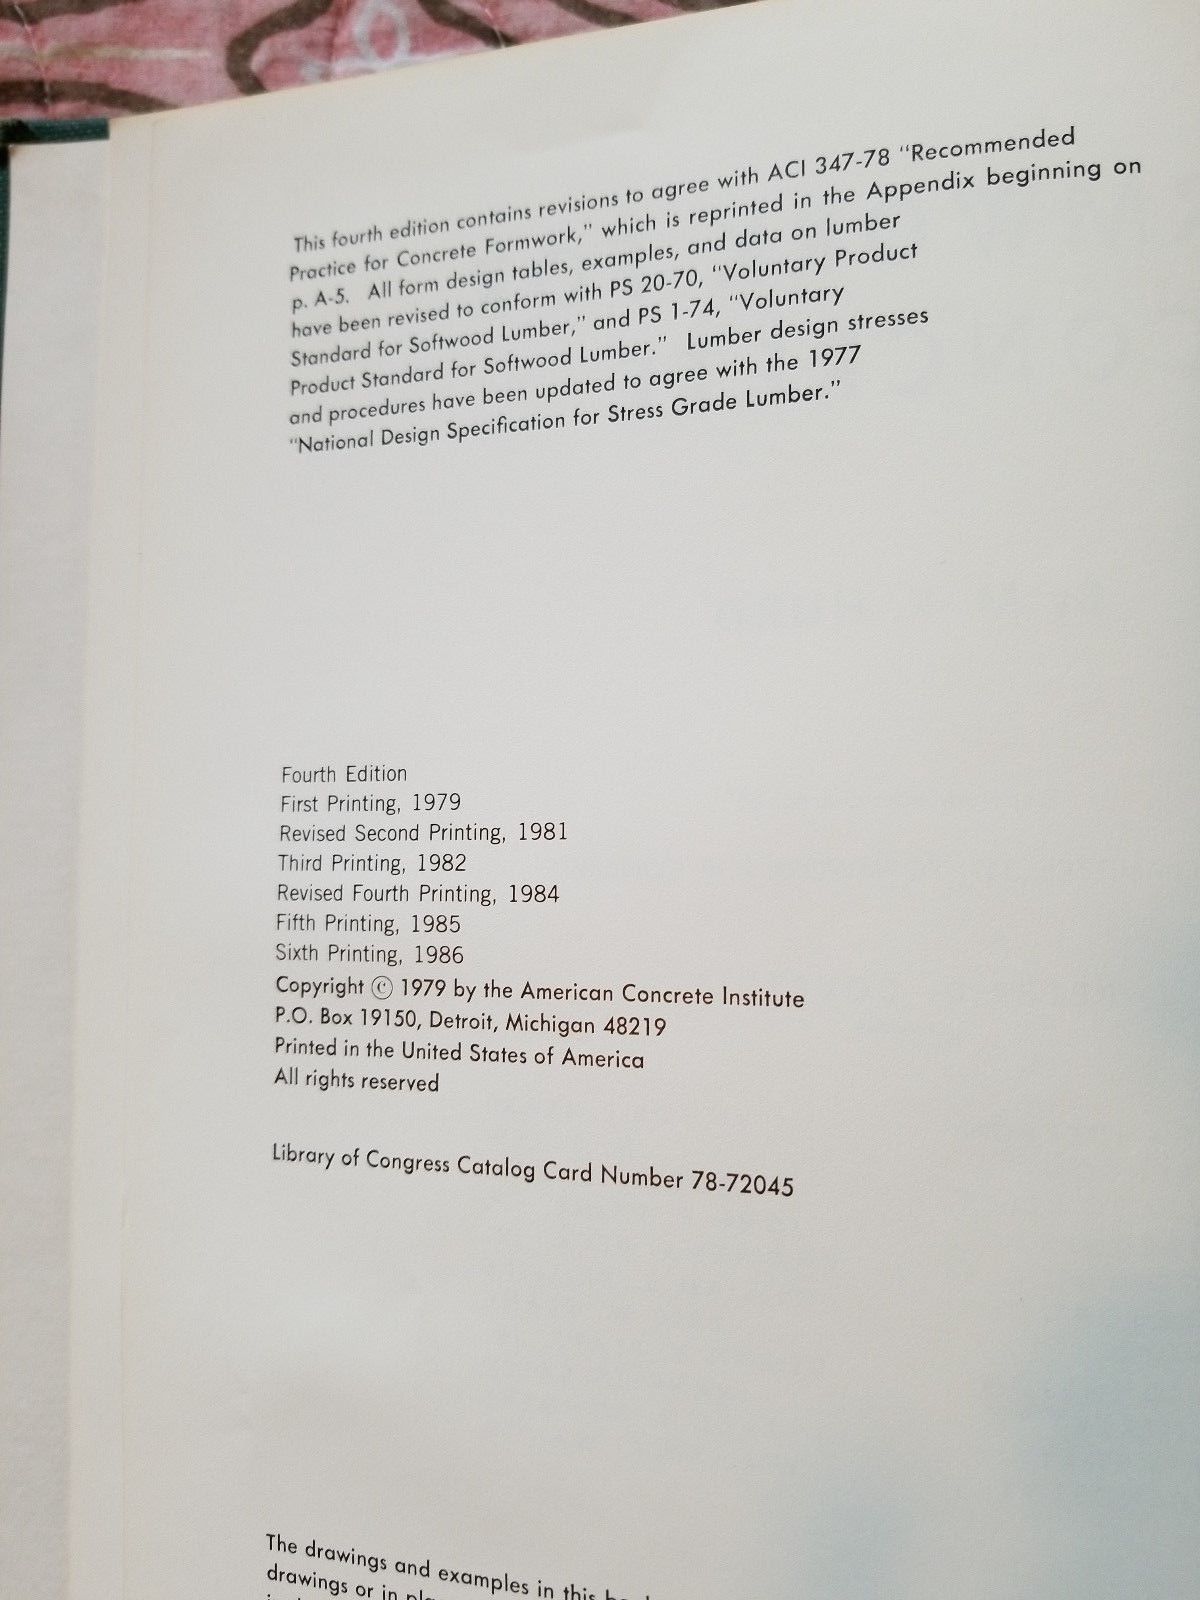 This fourth edition contains revisions to agree with ACI 347-78 "Recommended
Practice for Concrete Formwork," which is reprinted in the Appendix beginning on
p. A-5. All form design tables, examples, and data on lumber
have been revised to conform with PS 20-70, "Voluntary Product
Standard for Softwood Lumber," and PS 1-74, "Voluntary
Product Standard for Softwood Lumber." Lumber design stresses
and procedures have been updated to agree with the 1977
"National Design Specification for Stress Grade Lumber."
Fourth Edition
First Printing, 1979
Revised Second Printing, 1981
Third Printing, 1982
Revised Fourth Printing, 1984
Fifth Printing, 1985
Sixth Printing, 1986
Copyright © 1979 by the American Concrete Institute
P.O. Box 19150, Detroit, Michigan 48219
Printed in the United States of America
All rights reserved
Library of Congress Catalog Card Number 78-72045
The drawings and examples in this
drawings or in